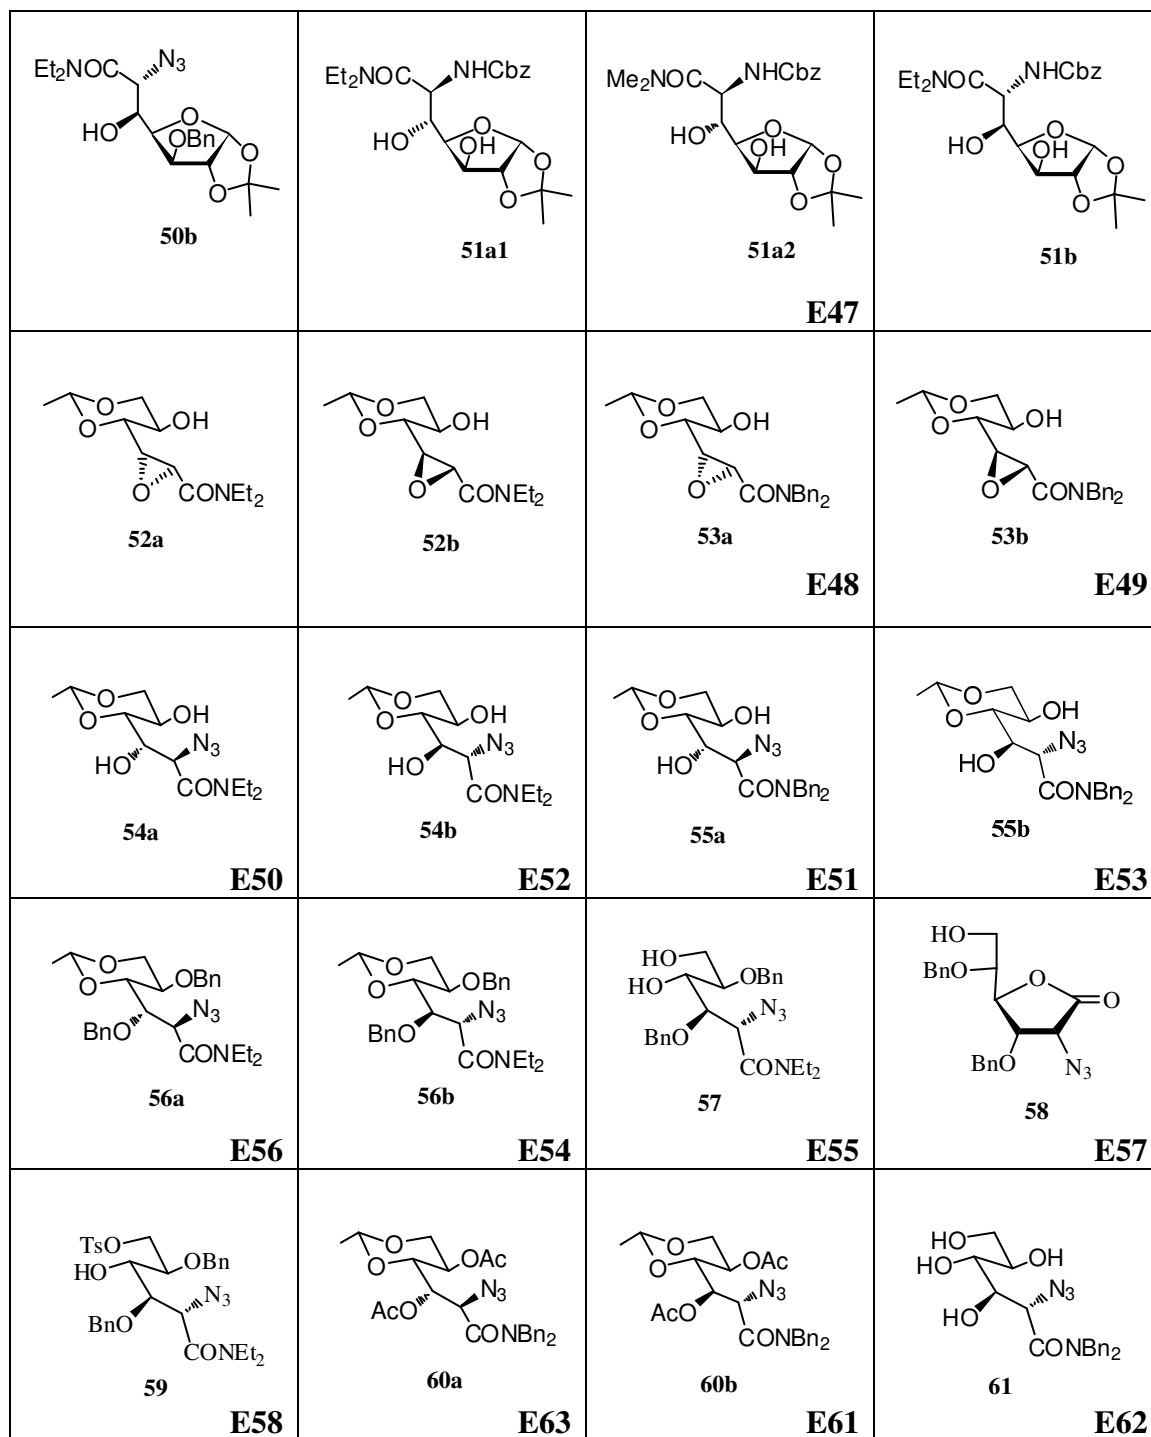 Et₂NOC N₃
HO O
OBn O
O
50b
Et₂NOC NHCbz
HO O
OH O
O
51a1
Me₂NOC NHCbz
HO O
OH O
O
51a2
E47
Et₂NOC NHCbz
HO O
OH O
O
51b
O OH
O
O CONEt₂
52a
O OH
O
O CONEt₂
52b
O OH
O
O CONBn₂
53a
E48
O OH
O
O CONBn₂
53b
E49
O OH
O
N₃
HO
CONEt₂
54a
E50
O OH
O
N₃
HO
CONEt₂
54b
E52
O OH
O
N₃
HO
CONBn₂
55a
E51
O OH
O
N₃
HO
CONBn₂
55b
E53
O OBn
O
N₃
BnO
CONEt₂
56a
E56
O OBn
O
N₃
BnO
CONEt₂
56b
E54
HO
OBn
HO
N₃
BnO
CONEt₂
57
E55
HO
BnO O
O
BnO N₃
58
E57
TsO
OBn
HO
N₃
BnO
CONEt₂
59
E58
O OAc
O
N₃
AcO
CONBn₂
60a
E63
O OAc
O
N₃
AcO
CONBn₂
60b
E61
HO
OH
HO
N₃
HO
CONBn₂
61
E62